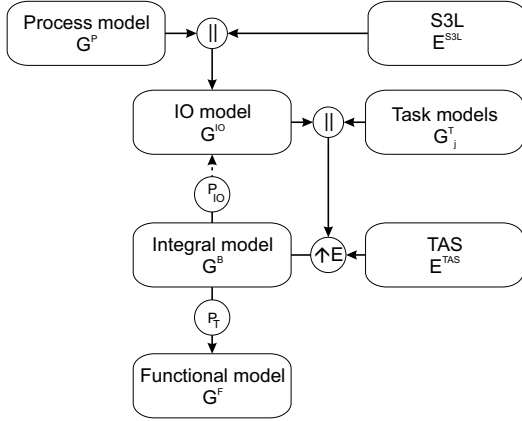 Process model
G^P
||
S3L
E^S3L
IO model
G^IO
||
Task models
G^T_j
P_IO
Integral model
G^B
↑E
TAS
E^TAS
P_T
Functional model
G^F